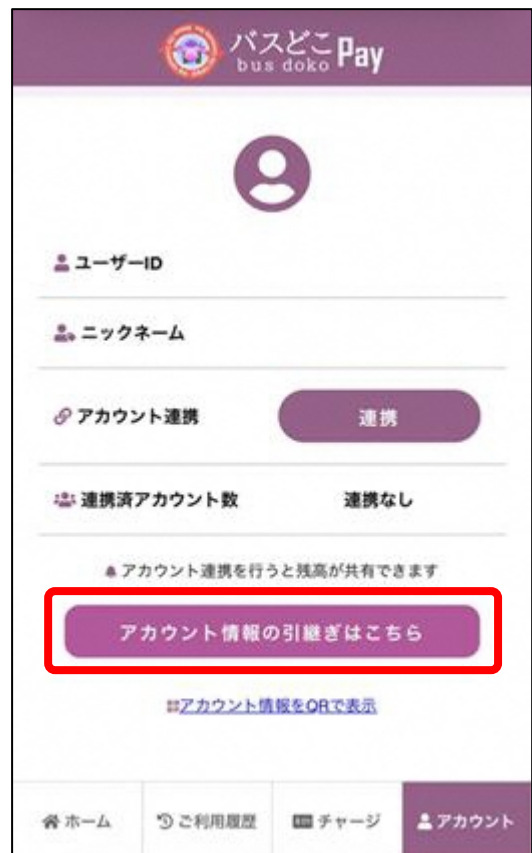 バスどこ Pay
bus doko
ユーザーID
ニックネーム
アカウント連携 連携
連携済アカウント数 連携なし
アカウント連携を行うと残高が共有できます
アカウント情報の引継ぎはこちら
アカウント情報をQRで表示
ホーム ご利用履歴 チャージ アカウント